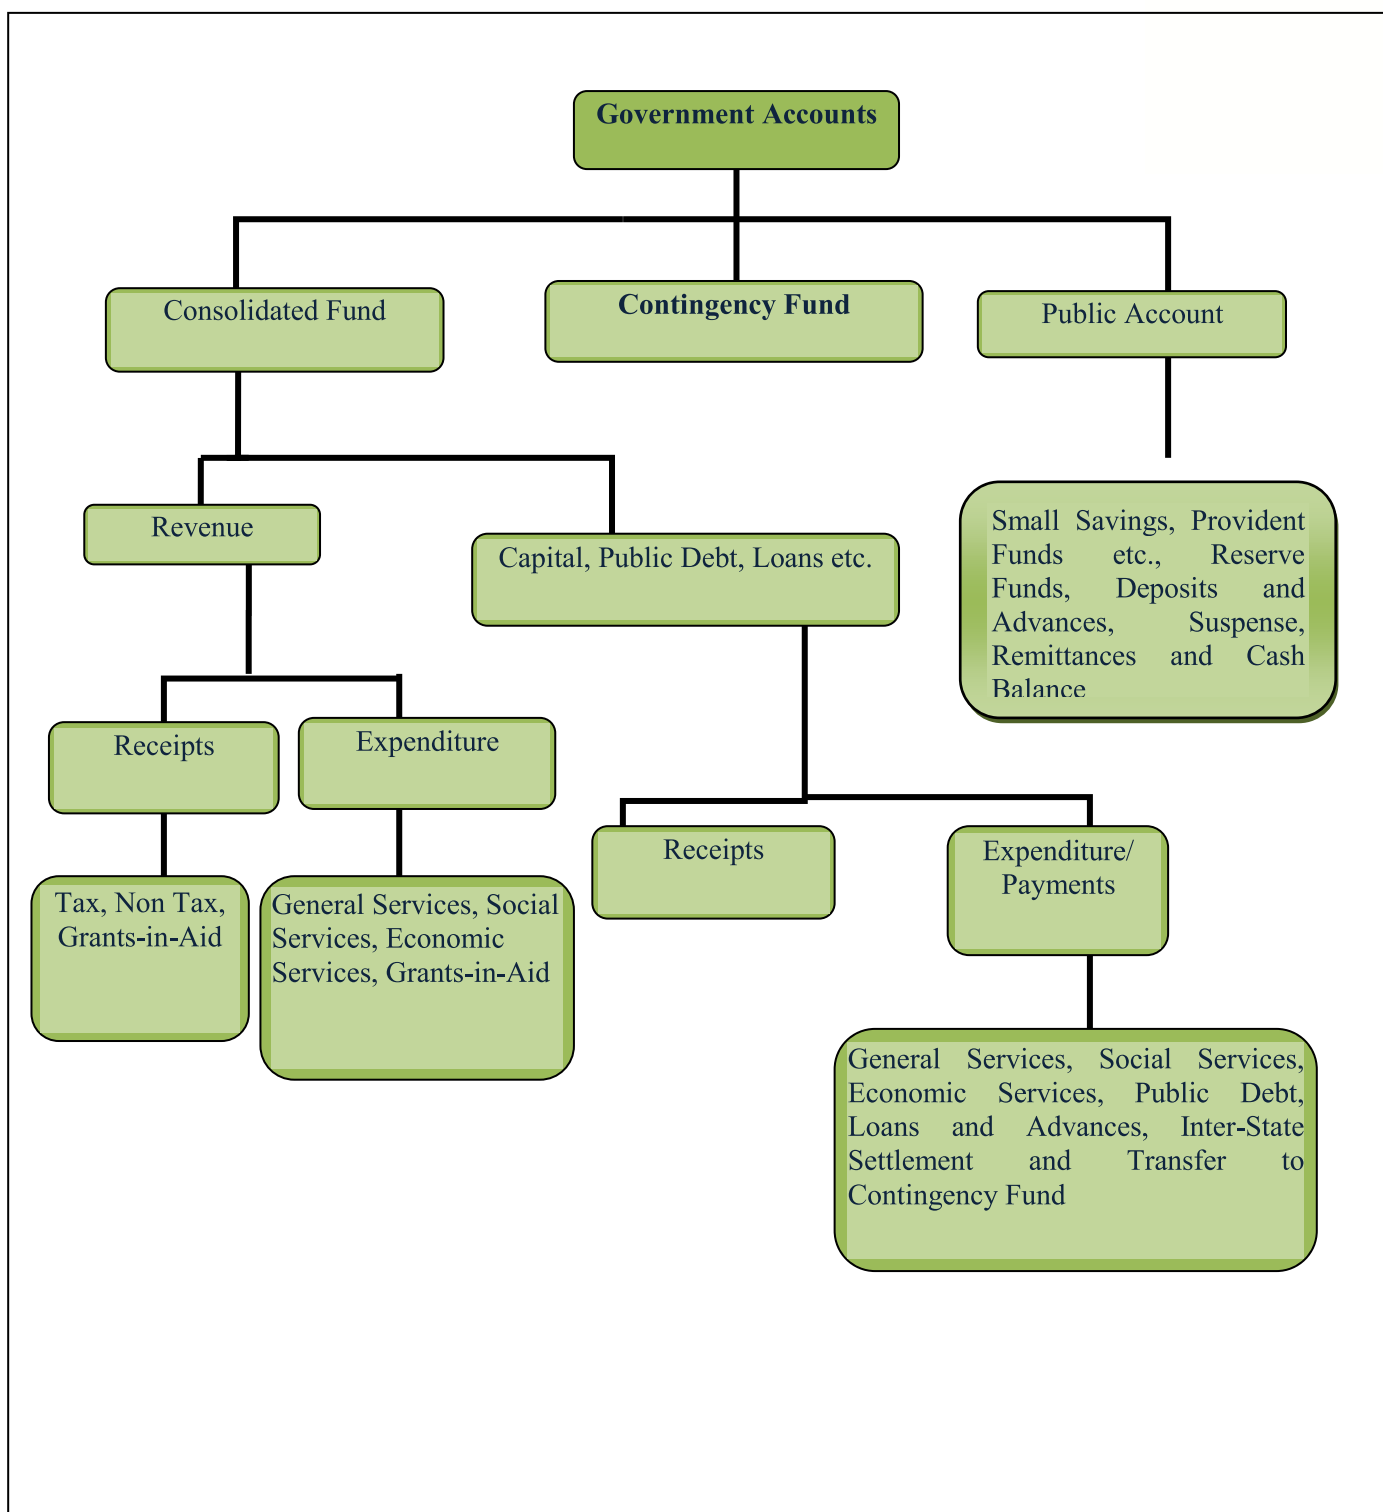 Government Accounts
Consolidated Fund
Contingency Fund
Public Account
Revenue
Capital, Public Debt, Loans etc.
Small Savings, Provident
Funds etc., Reserve
Funds, Deposits and
Advances, Suspense,
Remittances and Cash
Balance
Receipts
Expenditure
Receipts
Expenditure/
Payments
Tax, Non Tax,
Grants-in-Aid
General Services, Social
Services, Economic
Services, Grants-in-Aid
General Services, Social Services,
Economic Services, Public Debt,
Loans and Advances, Inter-State
Settlement and Transfer to
Contingency Fund